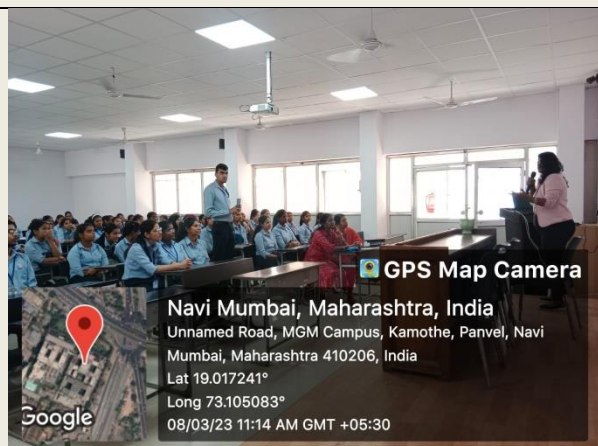 GPS Map Camera
Navi Mumbai, Maharashtra, India
Unnamed Road, MGM Campus, Kamothe, Panvel, Navi
Mumbai, Maharashtra 410206, India
Lat 19.017241°
Long 73.105083°
08/03/23 11:14 AM GMT +05:30
Google